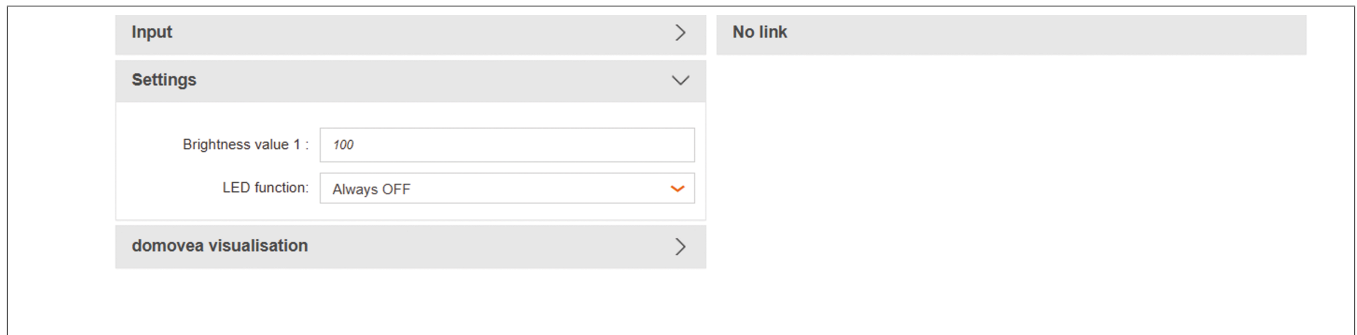 Input
No link
Settings
Brightness value 1 : 100
LED function: Always OFF
domovea visualisation